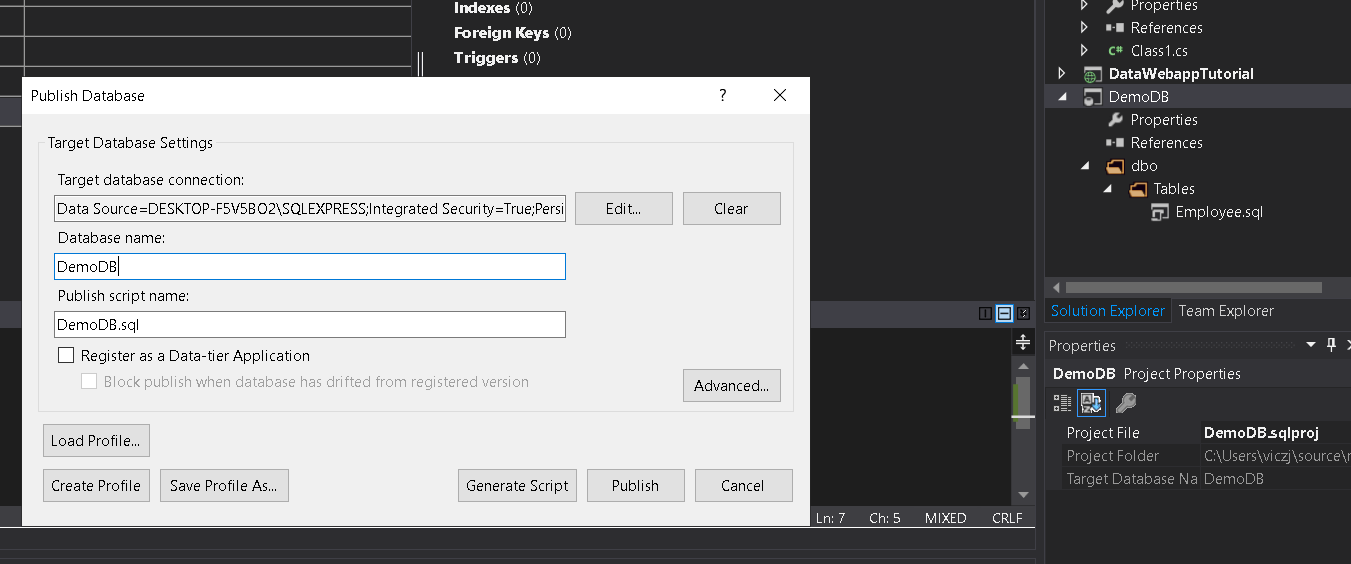 Indexes (0)
Foreign Keys (0)
Triggers (0)
Publish Database
?
Target Database Settings
Target database connection:
Data Source=DESKTOP-F5V5BO2\SQLEXPRESS;Integrated Security=True;Persi
Edit...
Clear
Database name:
DemoDB
Publish script name:
DemoDB.sql
Register as a Data-tier Application
Block publish when database has drifted from registered version
Advanced...
Load Profile...
Create Profile
Save Profile As...
Generate Script
Publish
Cancel
Ln: 7
Ch: 5
MIXED
CRLF
Properties
References
C# Class1.cs
DataWebappTutorial
DemoDB
Properties
References
dbo
Tables
Employee.sql
Solution Explorer
Team Explorer
Properties
DemoDB Project Properties
Project File DemoDB.sqlproj
Project Folder C:\Users\viczj\source\r
Target Database Na DemoDB